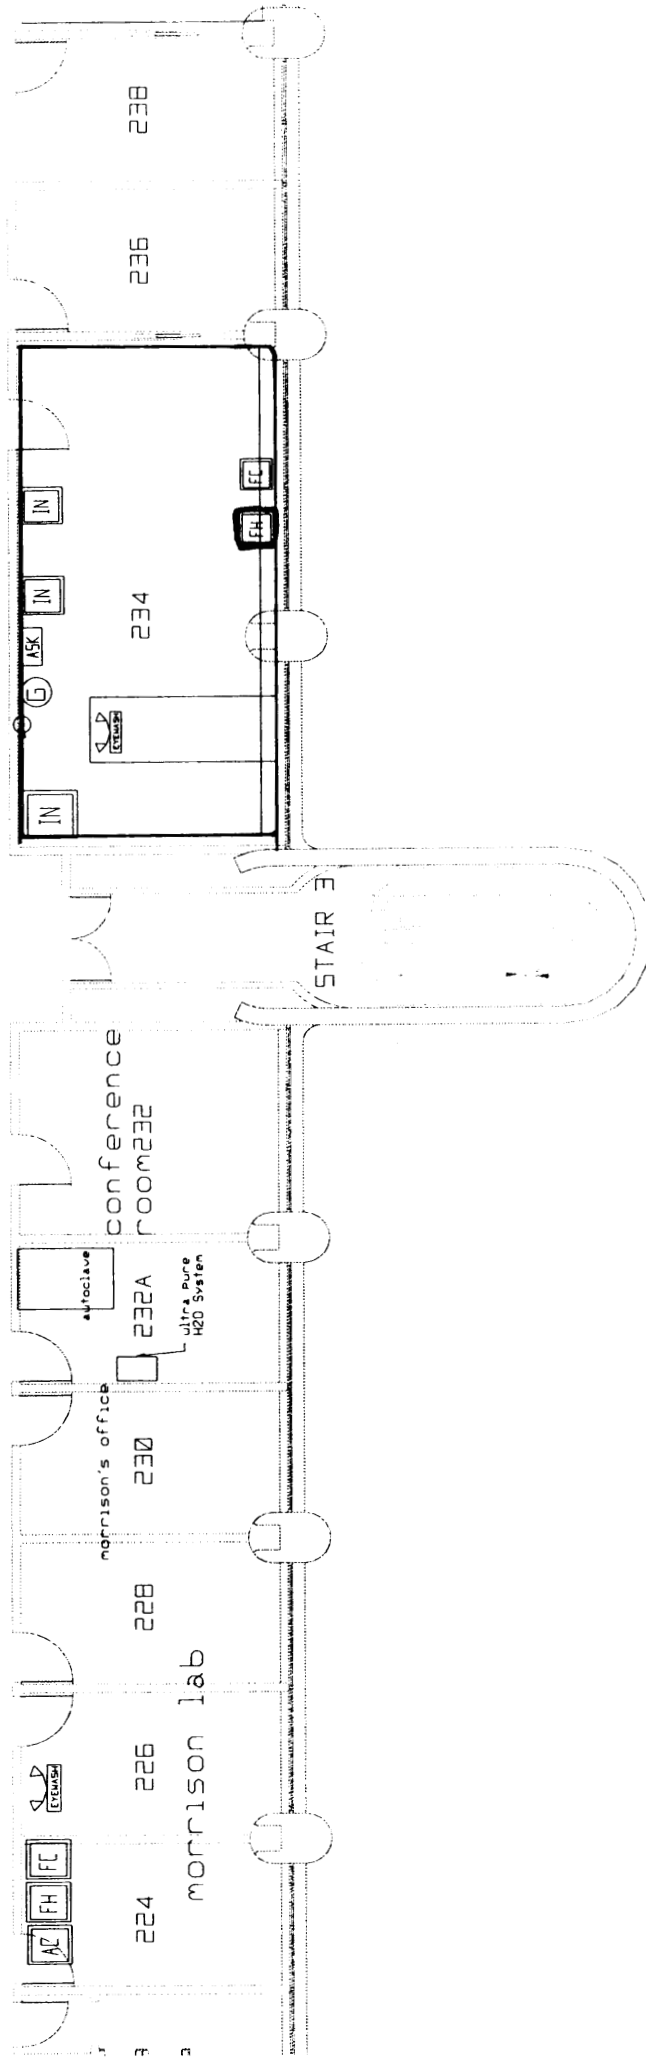 238
236
FC
IN
FH
IN
234
ASK
G
EYEWASH
IN
STAIR 3
conference
room232
autoclave
232A
ultra Pure
H2O System
morrison's office
230
228
morrison lab
226
EYEWASH
FC
FH
224